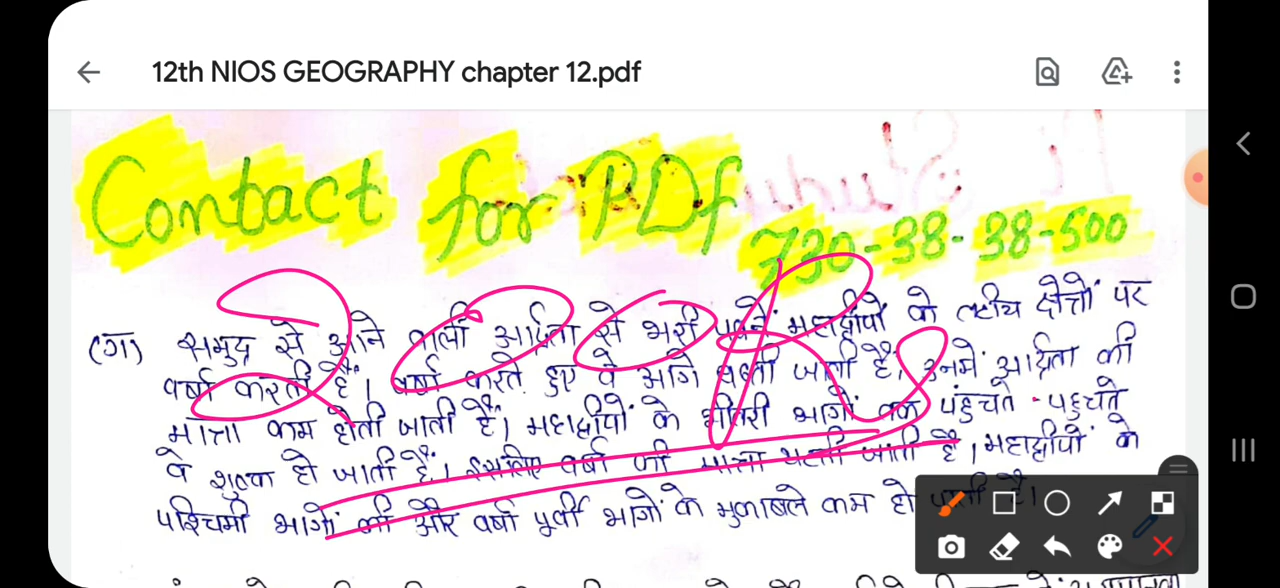 12th NIOS GEOGRAPHY chapter 12.pdf
Contact for PDf
730-38-38-500
(ग) समुद्र से आने वाली आर्द्रता से भरी पवनें महाद्वीपों के तटीय क्षेत्रों पर
वर्षा करती हैं। वर्षा करते हुए वे आगे बढ़ती जाती हैं, उनमें आर्द्रता की
मात्रा कम होती जाती हैं। महाद्वीपों के भीतरी भागों तक पंहुचते - पहुचते
वे शुष्क हो जाती हैं। इसलिए वर्षा की मात्रा घटती जाती है। महाद्वीपों के
पश्चिमी भागों की और वर्षा पूर्वी भागों के मुकाबले कम हो